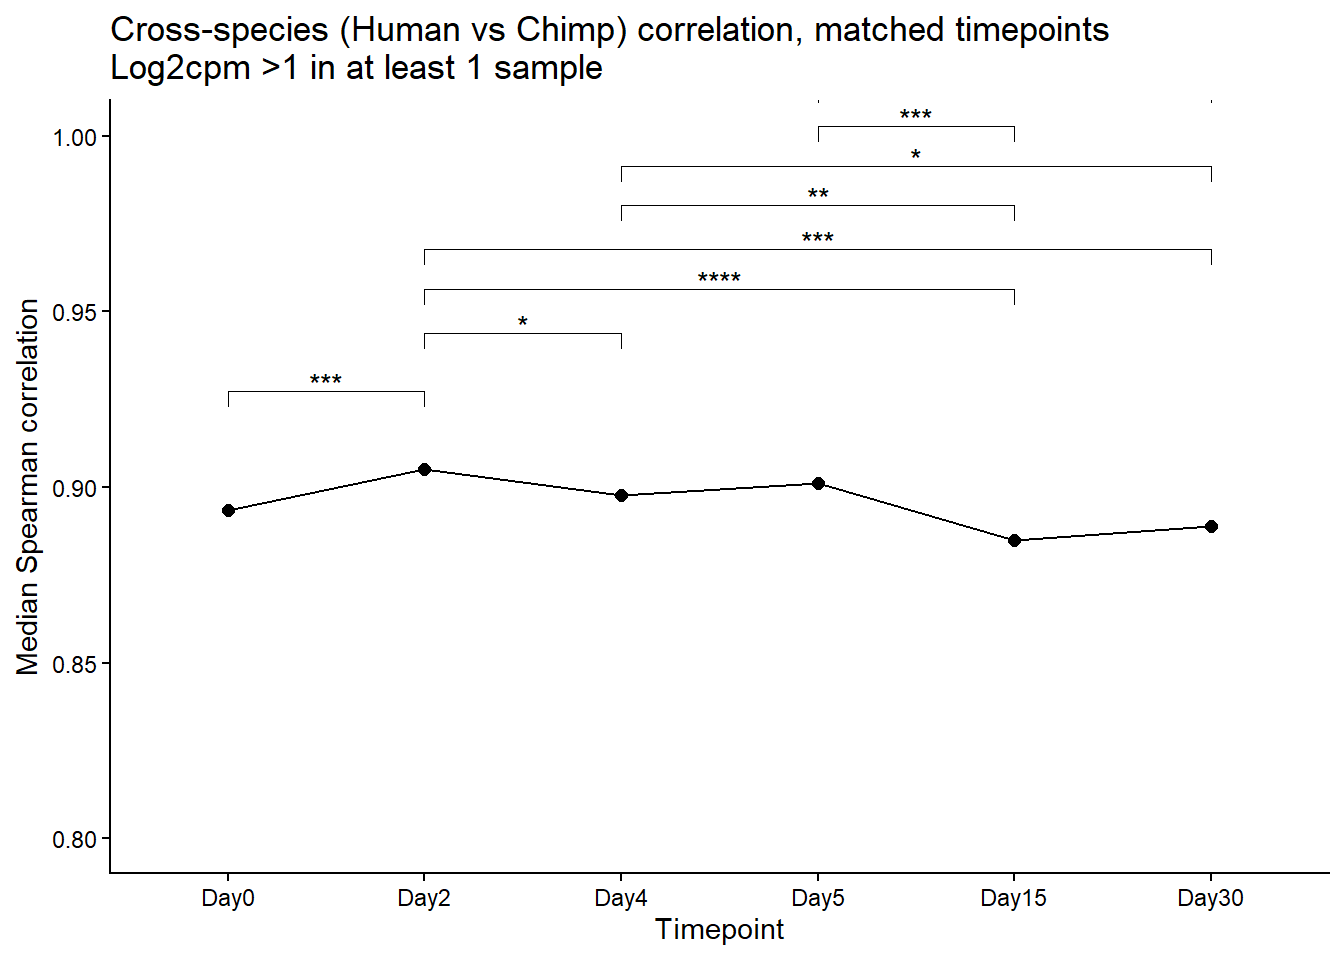 Cross-species (Human vs Chimp) correlation, matched timepoints
Log2cpm >1 in at least 1 sample
***
*
**
***
****
*
***
1.00
0.95
0.90
0.85
0.80
Median Spearman correlation
Day0 Day2 Day4 Day5 Day15 Day30
Timepoint